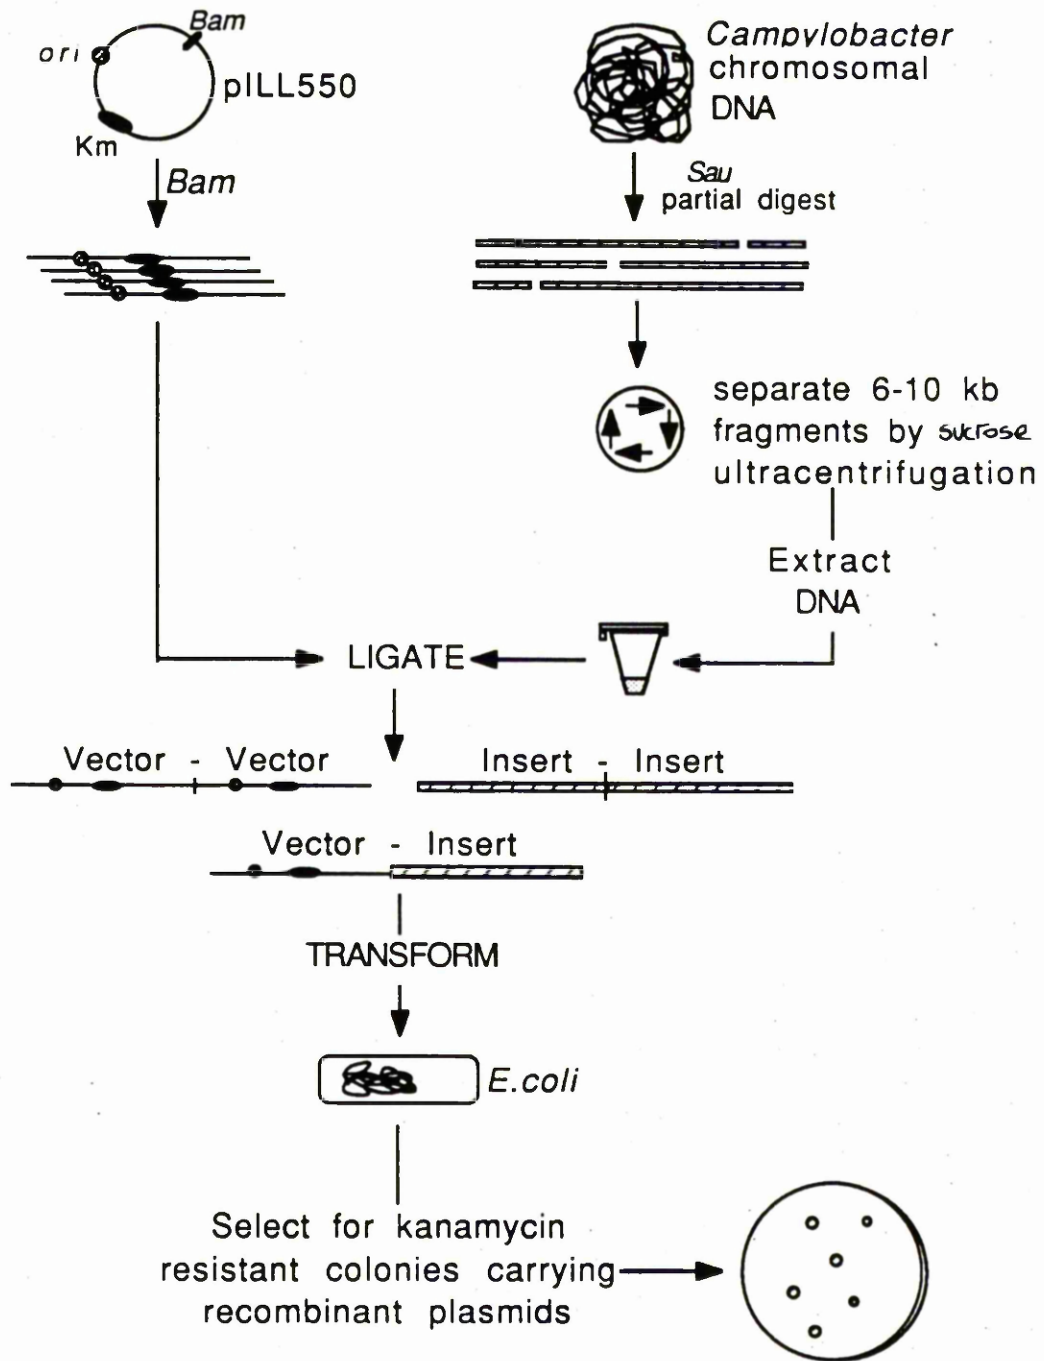 Bam
ori
pILL550
Km
Bam
Campylobacter
chromosomal
DNA
Sau
partial digest
separate 6-10 kb
fragments by sucrose
ultracentrifugation
Extract
DNA
LIGATE
Vector - Vector
Insert - Insert
Vector - Insert
TRANSFORM
E.coli
Select for kanamycin
resistant colonies carrying
recombinant plasmids